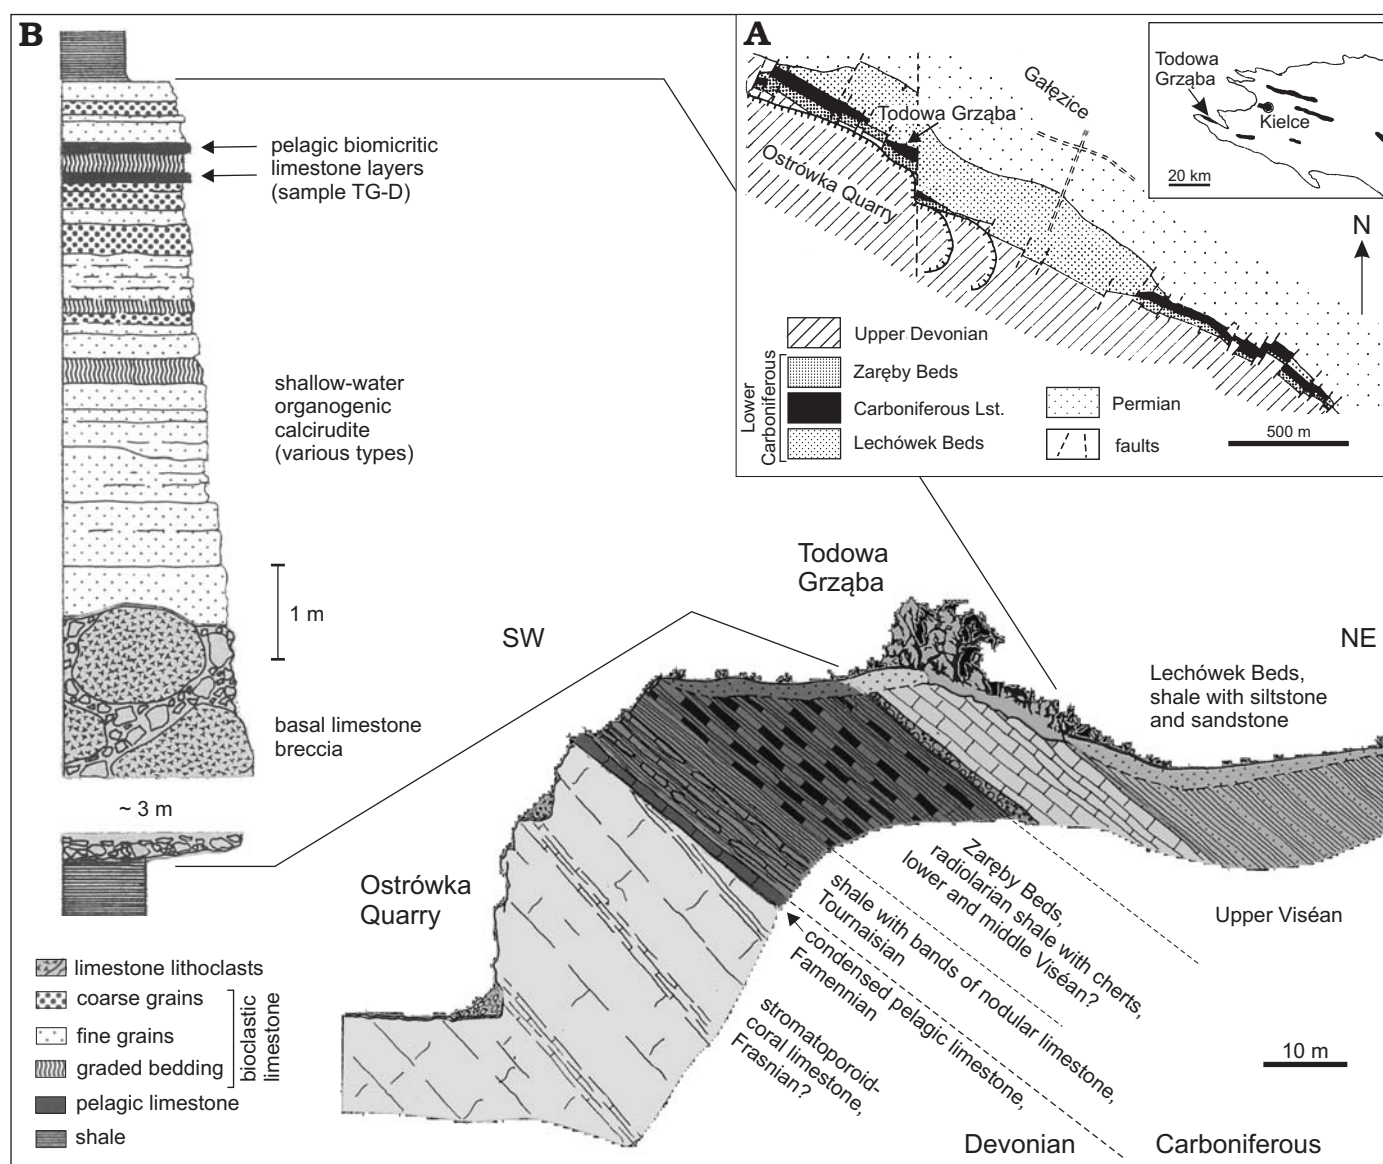 B
pelagic biomicritic
limestone layers
(sample TG-D)
shallow-water
organogenic
calcirudite
(various types)
1 m
basal limestone
breccia
~ 3 m
limestone lithoclasts
coarse grains
fine grains
graded bedding
bioclastic
limestone
pelagic limestone
shale
A
Todowa
Grząba
Kielce
20 km
Gałęzice
Todowa Grząba
Ostrówka Quarry
N
Upper Devonian
Zaręby Beds
Carboniferous Lst.
Lechówek Beds
Lower
Carboniferous
Permian
faults
500 m
Todowa
Grząba
SW
NE
Lechówek Beds,
shale with siltstone
and sandstone
Ostrówka
Quarry
Upper Viséan
Zaręby Beds,
radiolarian shale with cherts,
lower and middle Viséan?
shale with bands of nodular limestone,
Tournaisian
condensed pelagic limestone,
Famennian
stromatoporoid-
coral limestone,
Frasnian?
10 m
Devonian
Carboniferous